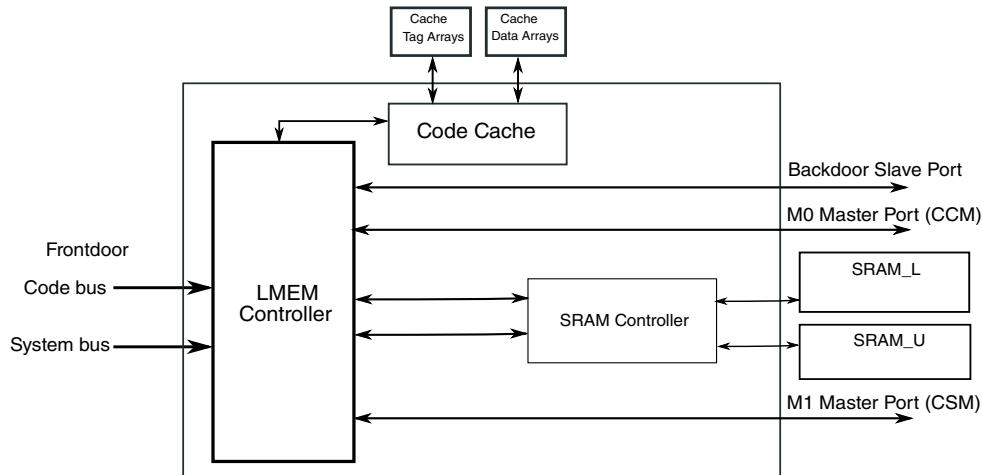 Cache
Tag Arrays
Cache
Data Arrays
Code Cache
Backdoor Slave Port
M0 Master Port (CCM)
Frontdoor
Code bus
System bus
LMEM
Controller
SRAM Controller
SRAM_L
SRAM_U
M1 Master Port (CSM)